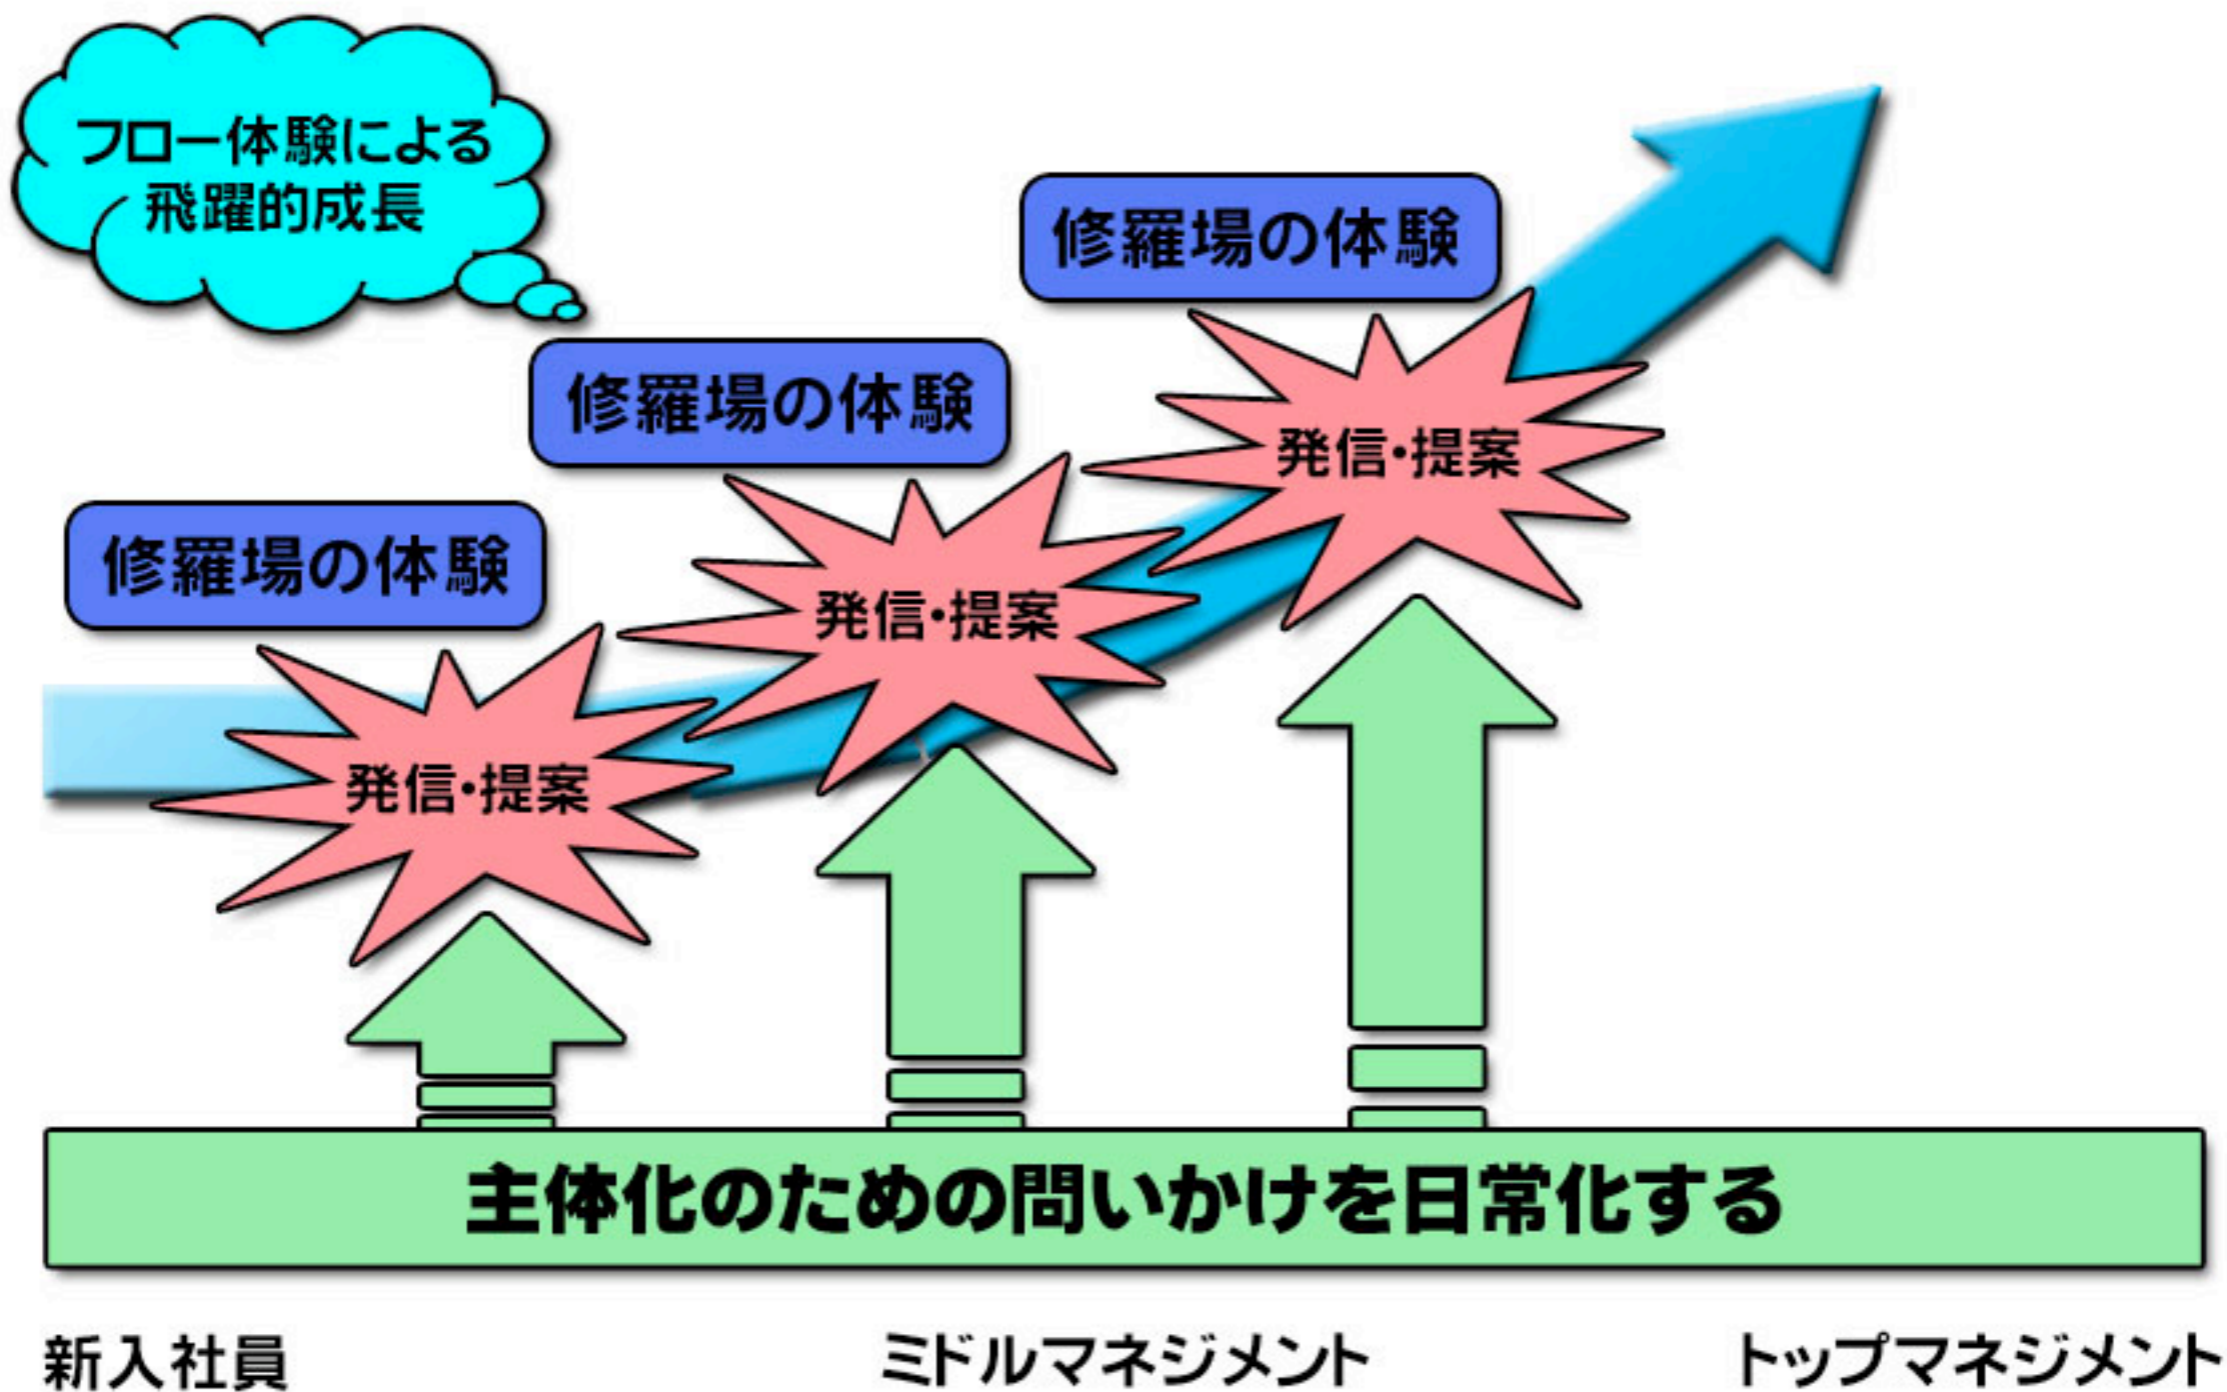 フロー体験による
飛躍的成長
修羅場の体験
修羅場の体験
修羅場の体験
発信・提案
発信・提案
発信・提案
主体化のための問いかけを日常化する
新入社員
ミドルマネジメント
トップマネジメント